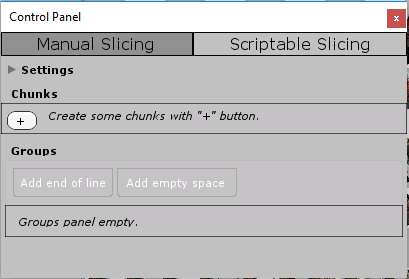 Control Panel
x
Manual Slicing Scriptable Slicing
Settings
Chunks
+ Create some chunks with "+" button.
Groups
Add end of line Add empty space
Groups panel empty.